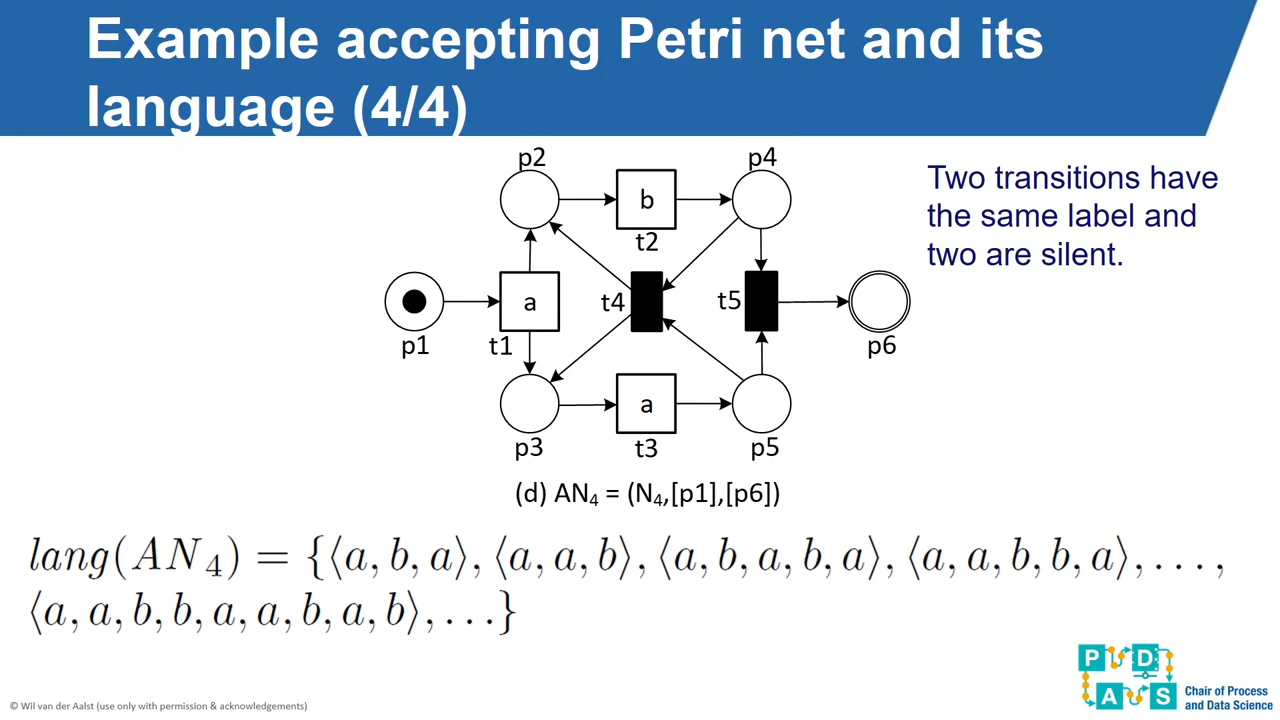 Example accepting Petri net and its
language (4/4)
p2
p4
b
t2
Two transitions have
the same label and
two are silent.
a
t4
t5
p1
t1
p6
a
p3
t3
p5
(d) AN₄ = (N₄,[p1],[p6])
lang(AN₄) = {⟨a, b, a⟩, ⟨a, a, b⟩, ⟨a, b, a, b, a⟩, ⟨a, a, b, b, a⟩, . . . ,
⟨a, a, b, b, a, a, b, a, b⟩, . . .}
P D
A S
Chair of Process
and Data Science
© Wil van der Aalst (use only with permission & acknowledgements)